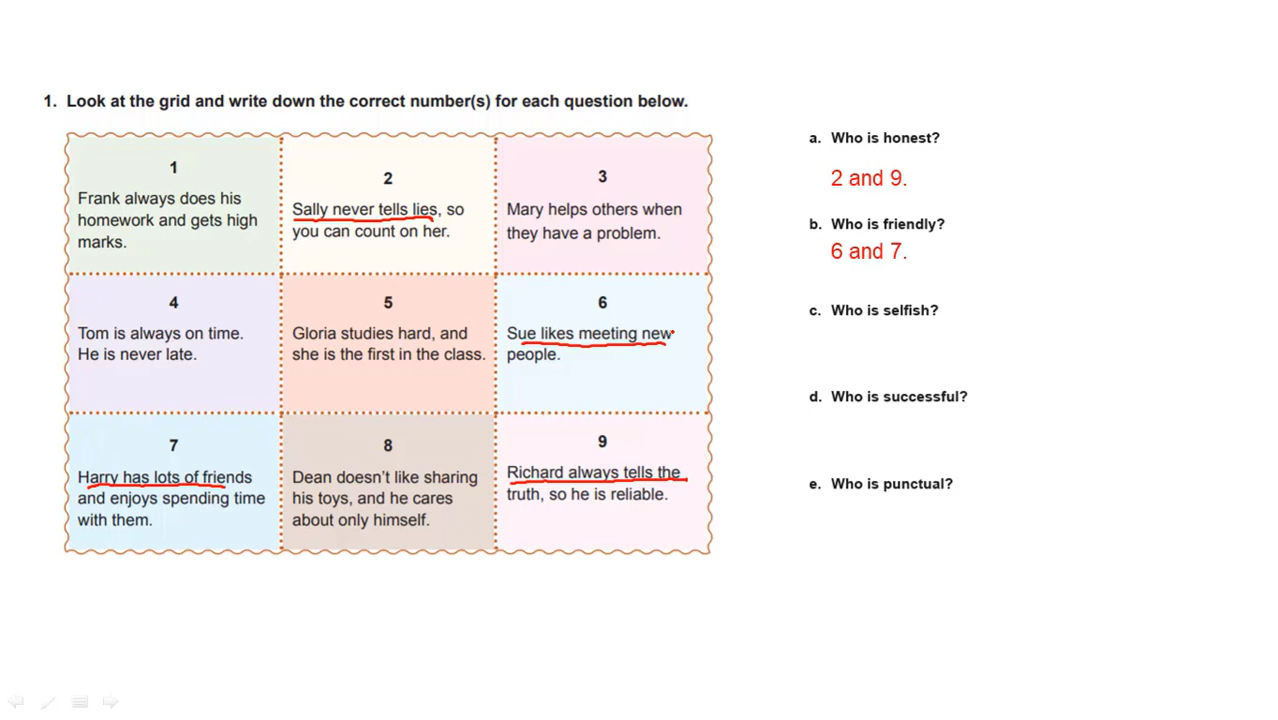 1. Look at the grid and write down the correct number(s) for each question below.
1
Frank always does his
homework and gets high
marks.
2
Sally never tells lies, so
you can count on her.
3
Mary helps others when
they have a problem.
4
Tom is always on time.
He is never late.
5
Gloria studies hard, and
she is the first in the class.
6
Sue likes meeting new
people.
7
Harry has lots of friends
and enjoys spending time
with them.
8
Dean doesn't like sharing
his toys, and he cares
about only himself.
9
Richard always tells the
truth, so he is reliable.
a. Who is honest?
2 and 9.
b. Who is friendly?
6 and 7.
c. Who is selfish?
d. Who is successful?
e. Who is punctual?